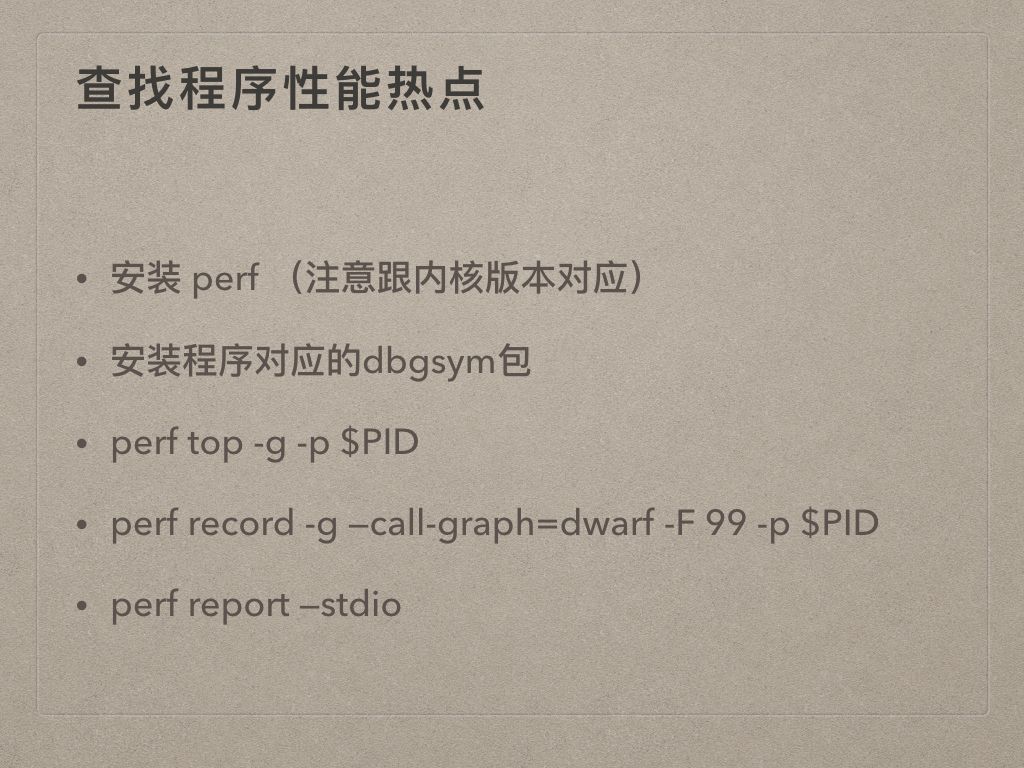 查找程序性能热点
• 安装 perf （注意跟内核版本对应）
• 安装程序对应的dbgsym包
• perf top -g -p $PID
• perf record -g —call-graph=dwarf -F 99 -p $PID
• perf report —stdio